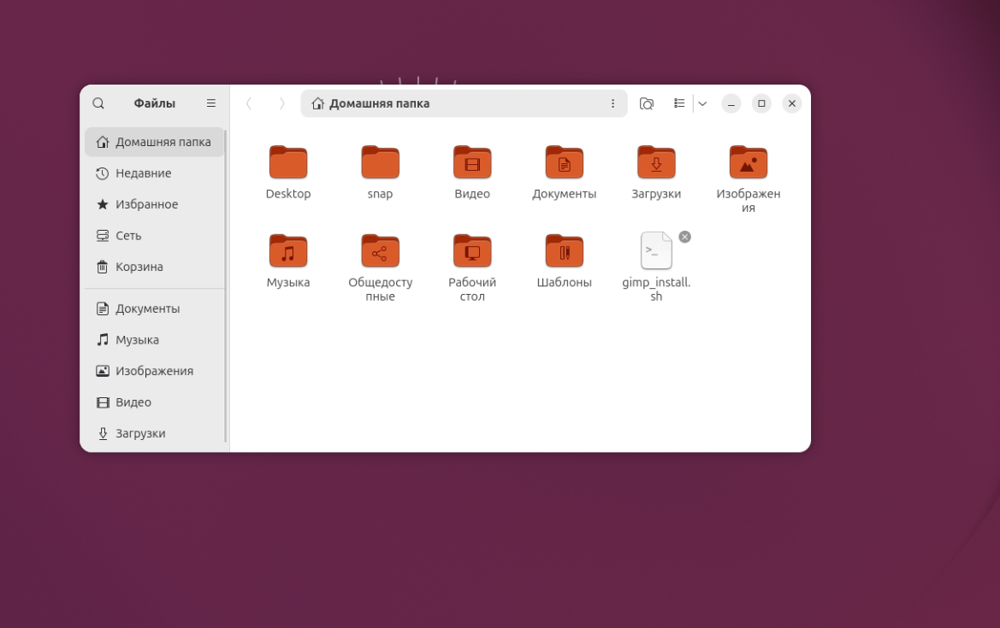 Файлы
Домашняя папка
Домашняя папка
Недавние
Избранное
Сеть
Корзина
Документы
Музыка
Изображения
Видео
Загрузки
Desktop
snap
Видео
Документы
Загрузки
Изображен
ия
Музыка
Общедосту
пные
Рабочий
стол
Шаблоны
>_
gimp_install.
sh